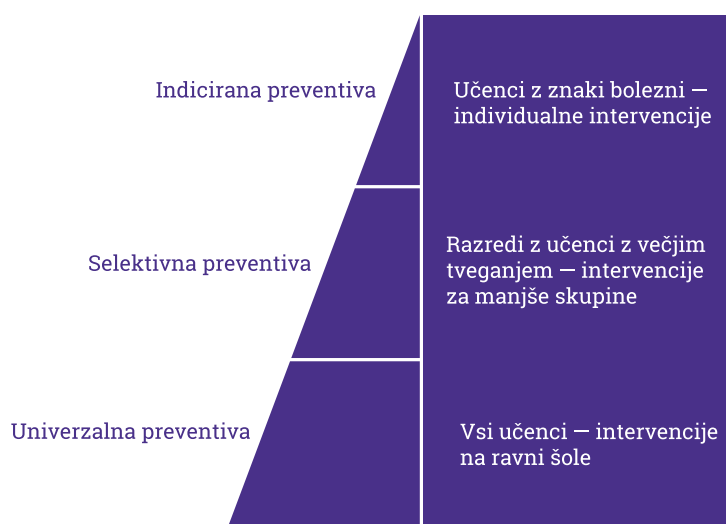 Indicirana preventiva
Učenci z znaki bolezni —
individualne intervencije
Selektivna preventiva
Razredi z učenci z večjim
tveganjem — intervencije
za manjše skupine
Univerzalna preventiva
Vsi učenci — intervencije
na ravni šole